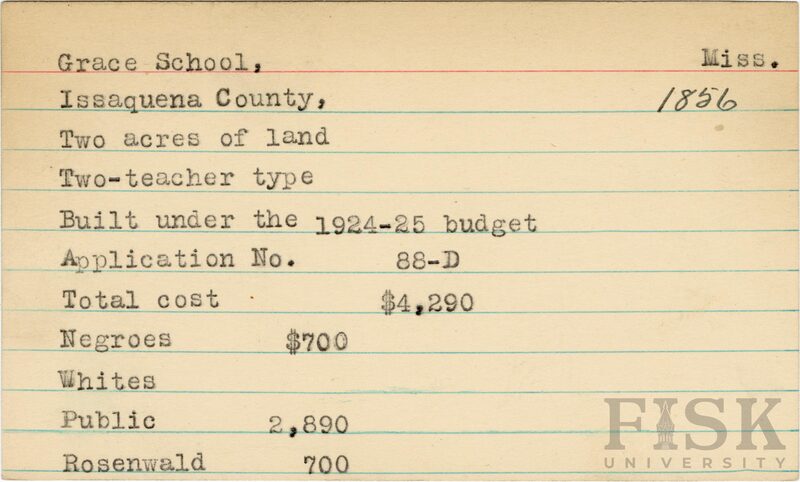 Grace School, Miss.
Issaquena County, 1856
Two acres of land
Two-teacher type
Built under the 1924-25 budget
Application No. 88-D
Total cost $4,290
Negroes $700
Whites
Public 2,890
Rosenwald 700
FISK
UNIVERSITY